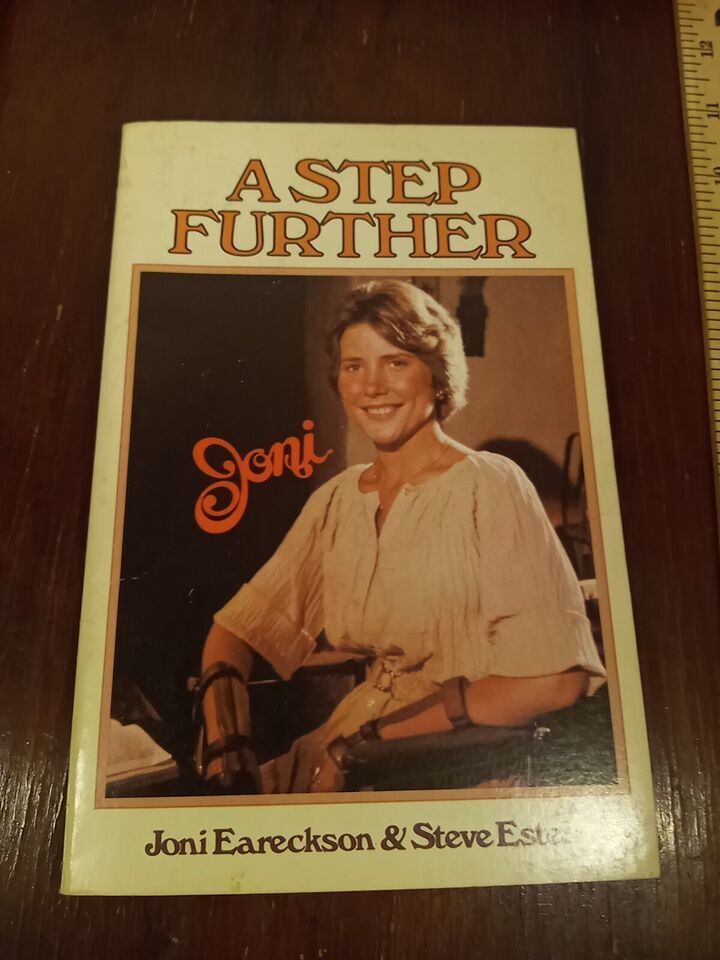 A STEP
FURTHER
Joni
Joni Eareckson & Steve
12
11